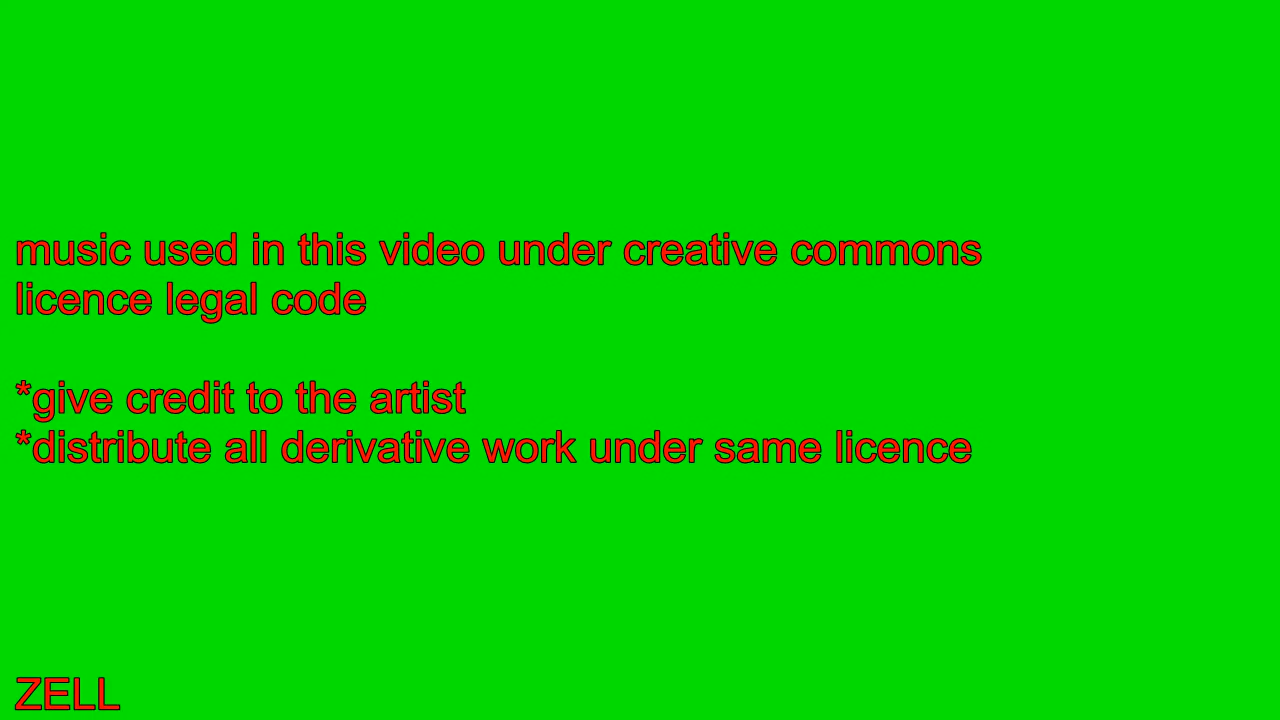 music used in this video under creative commons
licence legal code
*give credit to the artist
*distribute all derivative work under same licence
ZELL